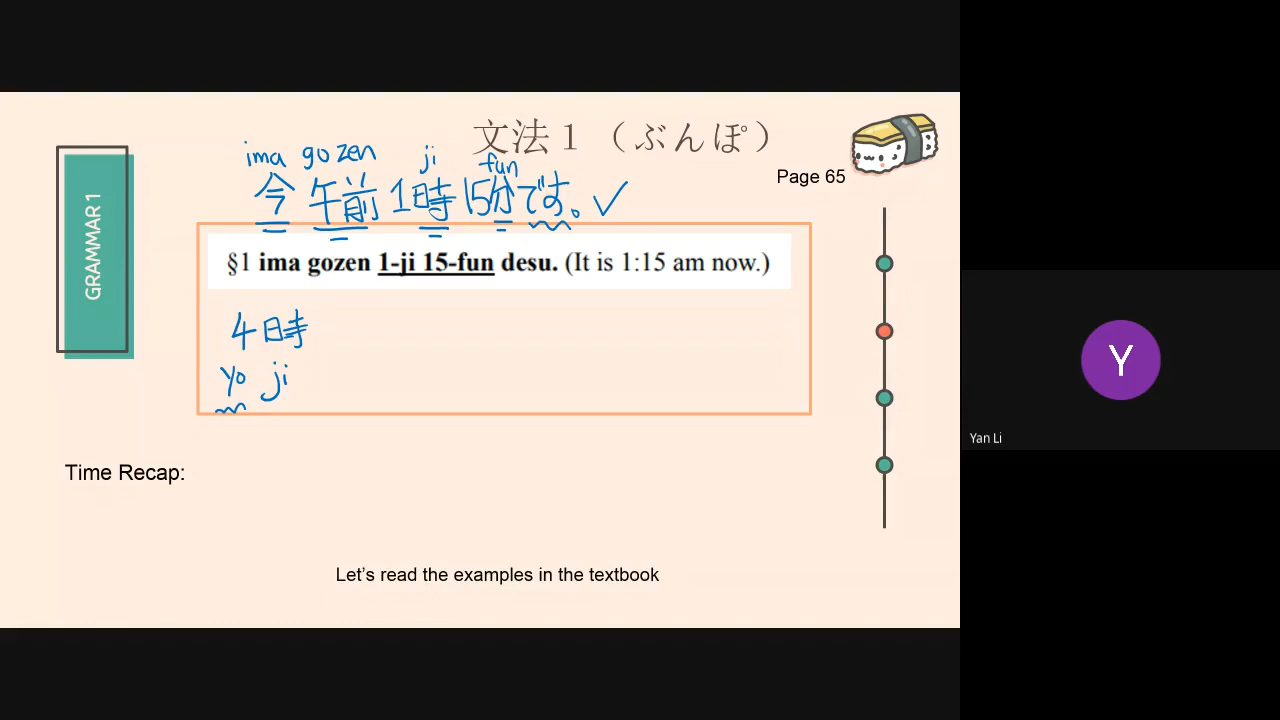 文法１（ぶんぽ）
ima gozen ji fun
今 午前 1時 15分です。✓
Page 65
GRAMMAR 1
§1 ima gozen 1-ji 15-fun desu. (It is 1:15 am now.)
4時
yo ji
Time Recap:
Let's read the examples in the textbook
Y
Yan Li